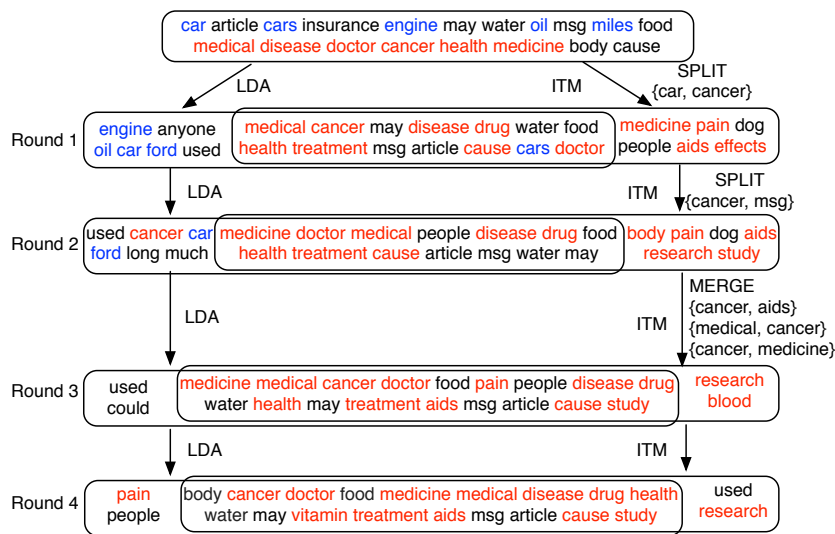 car article cars insurance engine may water oil msg miles food
medical disease doctor cancer health medicine body cause
LDA
ITM
SPLIT
{car, cancer}
Round 1
engine anyone
oil car ford used
medical cancer may disease drug water food
health treatment msg article cause cars doctor
medicine pain dog
people aids effects
LDA
ITM
SPLIT
{cancer, msg}
Round 2
used cancer car
ford long much
medicine doctor medical people disease drug food
health treatment cause article msg water may
body pain dog aids
research study
LDA
ITM
MERGE
{cancer, aids}
{medical, cancer}
{cancer, medicine}
Round 3
used
could
medicine medical cancer doctor food pain people disease drug
water health may treatment aids msg article cause study
research
blood
LDA
ITM
Round 4
pain
people
body cancer doctor food medicine medical disease drug health
water may vitamin treatment aids msg article cause study
used
research